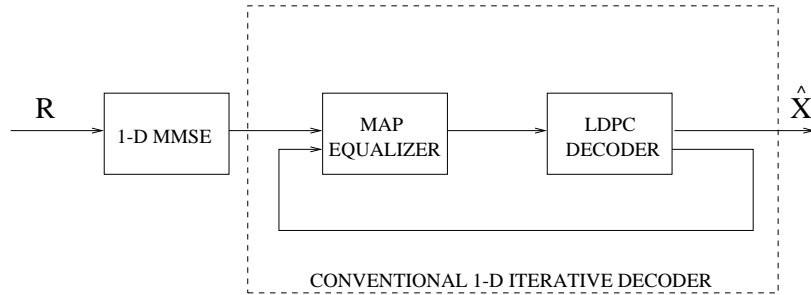 R
1-D MMSE
MAP
EQUALIZER
LDPC
DECODER
X̂
CONVENTIONAL 1-D ITERATIVE DECODER